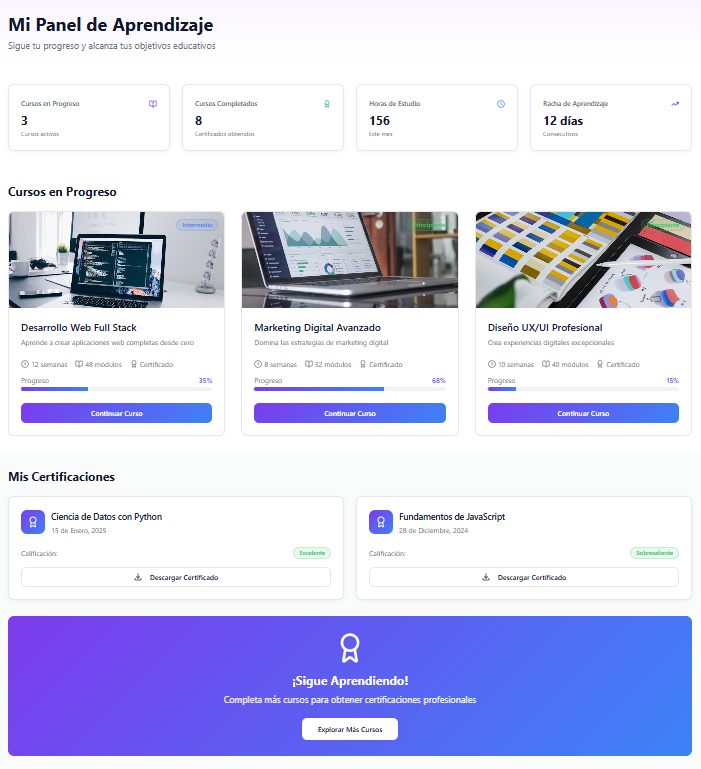 Mi Panel de Aprendizaje
Sigue tu progreso y alcanza tus objetivos educativos
Cursos en Progreso
3
Cursos activos
Cursos Completados
8
Certificados obtenidos
Horas de Estudio
156
Este mes
Racha de Aprendizaje
12 días
Consecutivos
Cursos en Progreso
Intermedio
Desarrollo Web Full Stack
Aprende a crear aplicaciones web completas desde cero
12 semanas 48 módulos Certificado
Progreso 35%
Continuar Curso
Principiante
Marketing Digital Avanzado
Domina las estrategias de marketing digital
8 semanas 32 módulos Certificado
Progreso 68%
Continuar Curso
Principiante
Diseño UX/UI Profesional
Crea experiencias digitales excepcionales
10 semanas 40 módulos Certificado
Progreso 15%
Continuar Curso
Mis Certificaciones
Ciencia de Datos con Python
15 de Enero, 2025
Calificación: Excelente
Descargar Certificado
Fundamentos de JavaScript
28 de Diciembre, 2024
Calificación: Sobresaliente
Descargar Certificado
¡Sigue Aprendiendo!
Completa más cursos para obtener certificaciones profesionales
Explorar Más Cursos